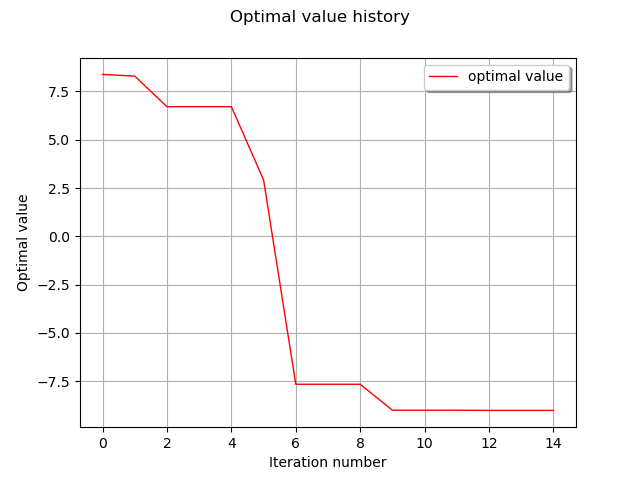 Optimal value history
optimal value
7.5
5.0
2.5
0.0
−2.5
−5.0
−7.5
Optimal value
0 2 4 6 8 10 12 14
Iteration number